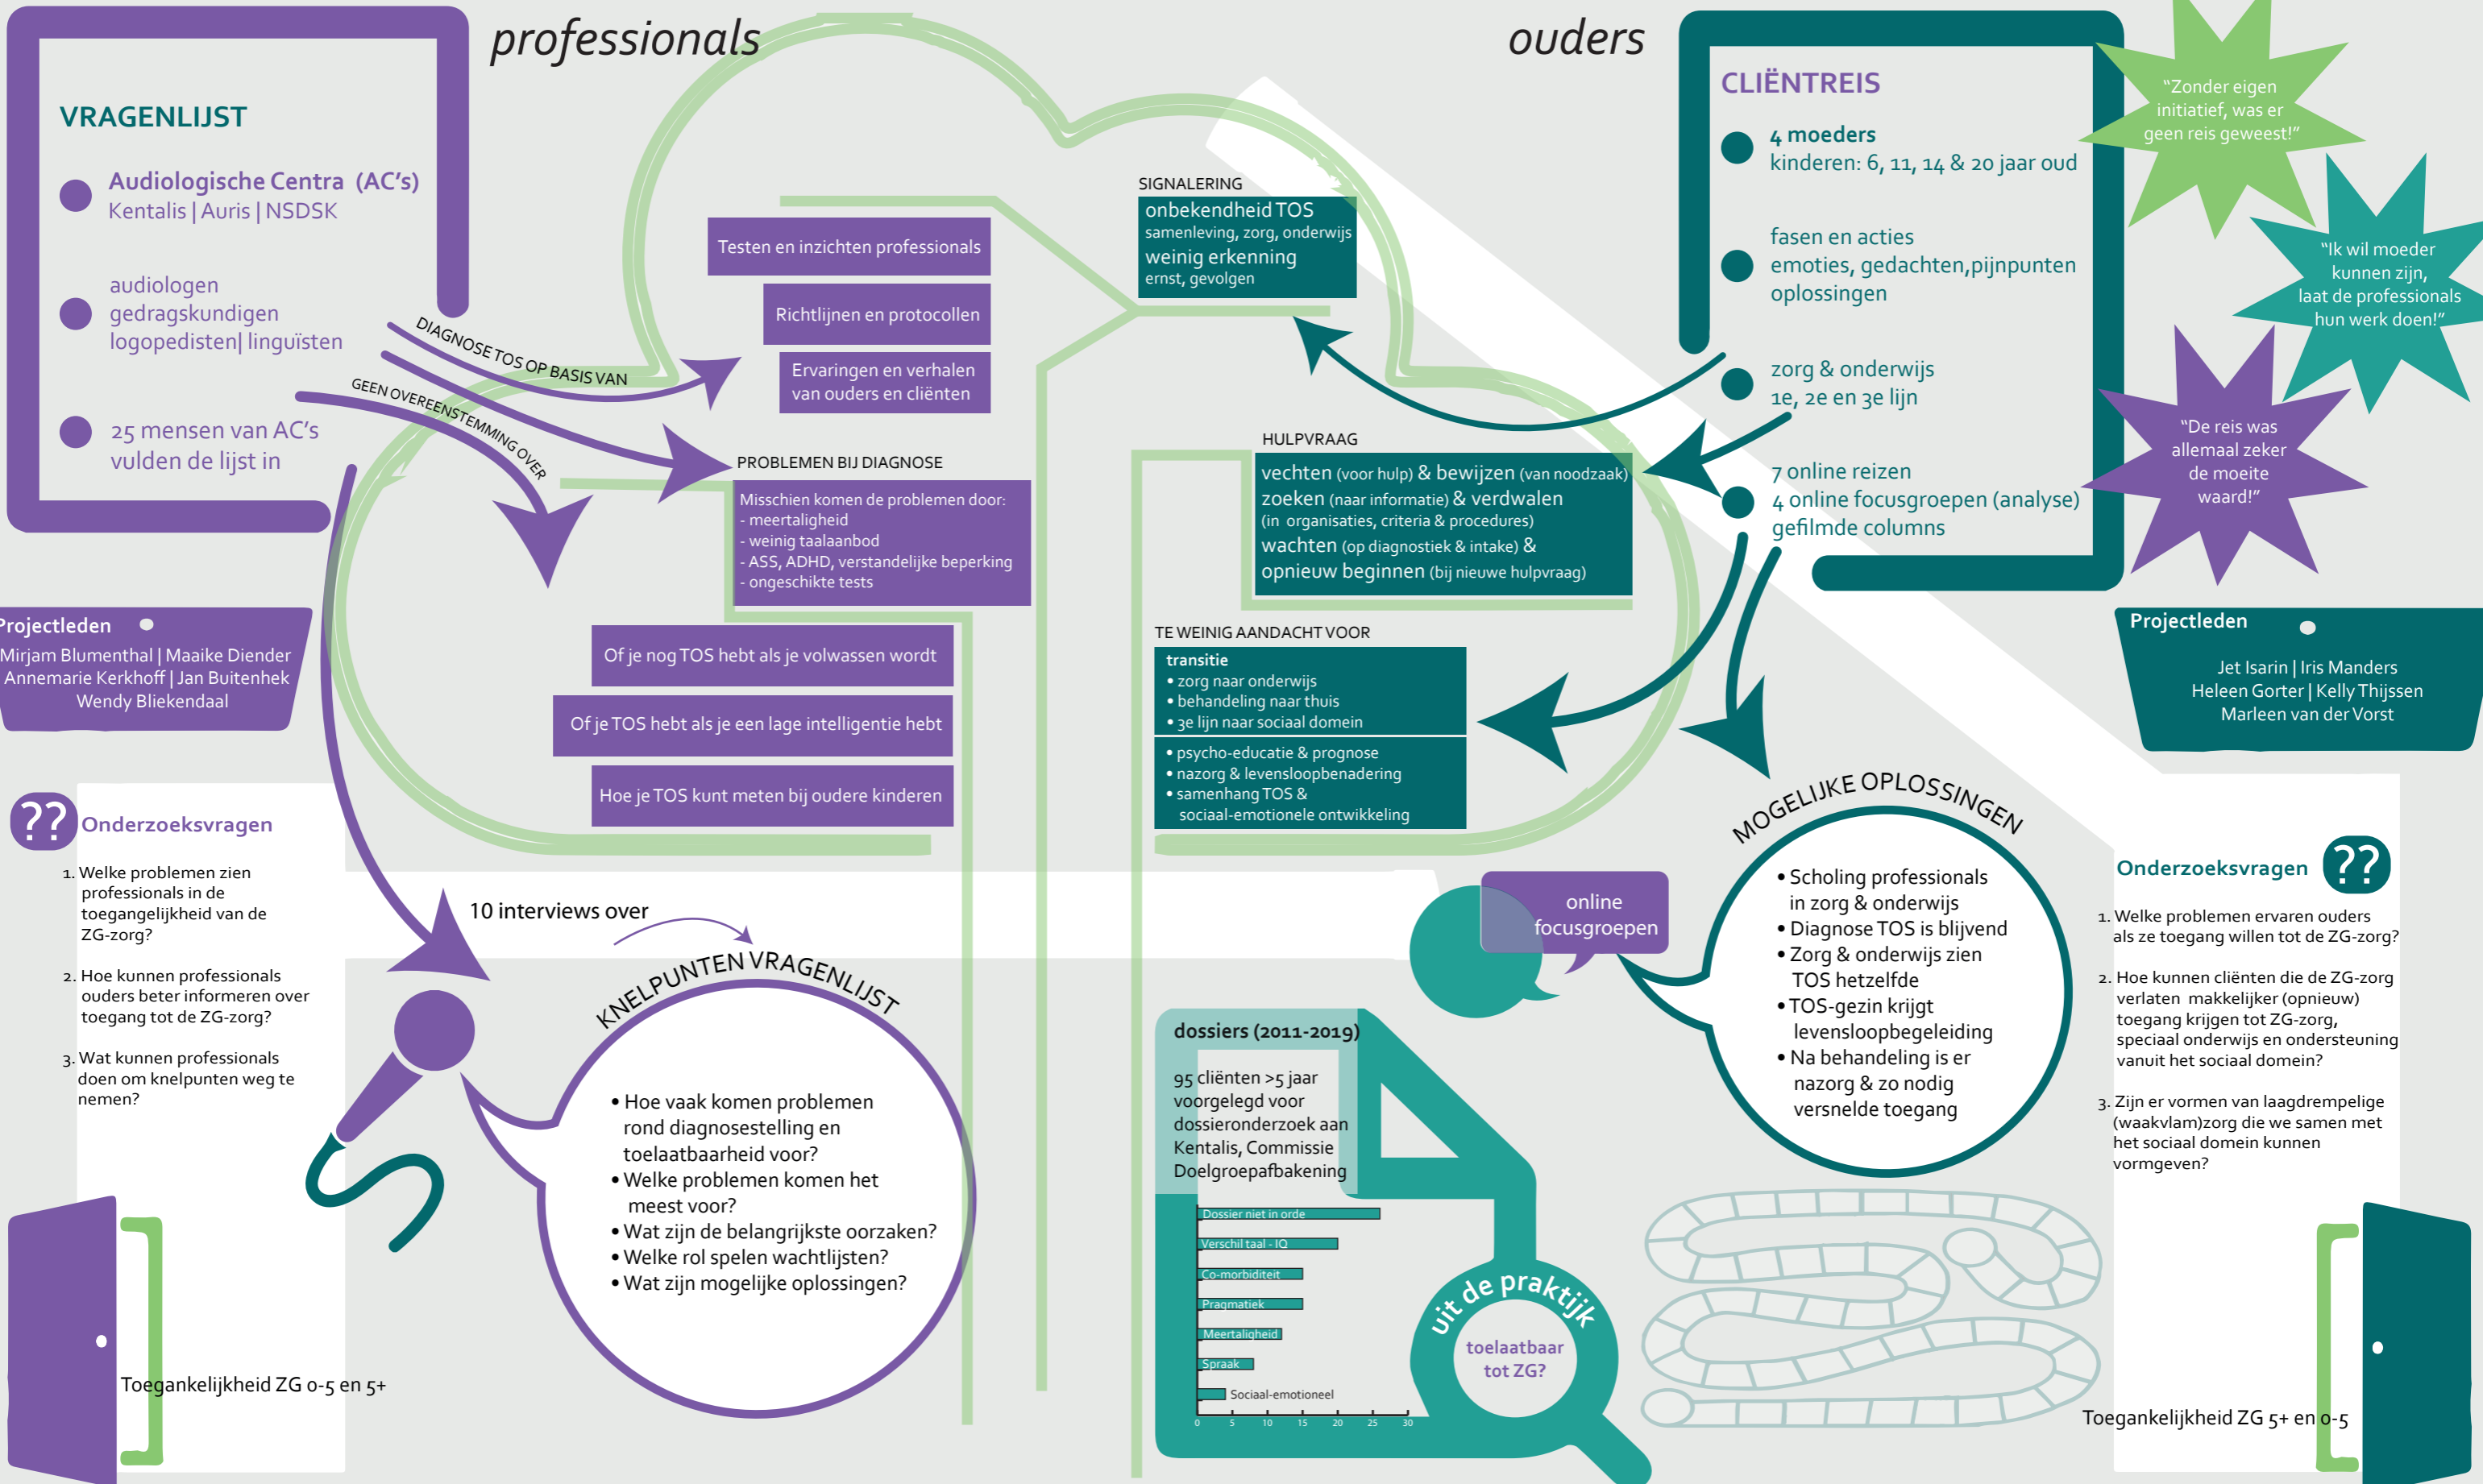 professionals
ouders
VRAGENLIJST
Audiologische Centra (AC's)
Kentalis | Auris | NSDSK
audiologen
gedragskundigen
logopedisten| linguïsten
25 mensen van AC's
vulden de lijst in
DIAGNOSE TOS OP BASIS VAN
GEEN OVEREENSTEMMING OVER
Testen en inzichten professionals
Richtlijnen en protocollen
Ervaringen en verhalen
van ouders en cliënten
PROBLEMEN BIJ DIAGNOSE
Misschien komen de problemen door:
- meertaligheid
- weinig taalaanbod
- ASS, ADHD, verstandelijke beperking
- ongeschikte tests
Of je nog TOS hebt als je volwassen wordt
Of je TOS hebt als je een lage intelligentie hebt
Hoe je TOS kunt meten bij oudere kinderen
Projectleden
Mirjam Blumenthal | Maaike Diender
Annemarie Kerkhoff | Jan Buitenhek
Wendy Bliekendaal
?? Onderzoeksvragen
1. Welke problemen zien
professionals in de
toegangelijkheid van de
ZG-zorg?
2. Hoe kunnen professionals
ouders beter informeren over
toegang tot de ZG-zorg?
3. Wat kunnen professionals
doen om knelpunten weg te
nemen?
Toegankelijkheid ZG 0-5 en 5+
10 interviews over
KNELPUNTEN VRAGENLIJST
• Hoe vaak komen problemen
rond diagnosestelling en
toelaatbaarheid voor?
• Welke problemen komen het
meest voor?
• Wat zijn de belangrijkste oorzaken?
• Welke rol spelen wachtlijsten?
• Wat zijn mogelijke oplossingen?
SIGNALERING
onbekendheid TOS
samenleving, zorg, onderwijs
weinig erkenning
ernst, gevolgen
HULPVRAAG
vechten (voor hulp) & bewijzen (van noodzaak)
zoeken (naar informatie) & verdwalen
(in organisaties, criteria & procedures)
wachten (op diagnostiek & intake) &
opnieuw beginnen (bij nieuwe hulpvraag)
TE WEINIG AANDACHT VOOR
transitie
• zorg naar onderwijs
• behandeling naar thuis
• 3e lijn naar sociaal domein
• psycho-educatie & prognose
• nazorg & levensloopbenadering
• samenhang TOS &
sociaal-emotionele ontwikkeling
CLIËNTREIS
4 moeders
kinderen: 6, 11, 14 & 20 jaar oud
fasen en acties
emoties, gedachten,pijnpunten
oplossingen
zorg & onderwijs
1e, 2e en 3e lijn
7 online reizen
4 online focusgroepen (analyse)
gefilmde columns
"Zonder eigen
initiatief, was er
geen reis geweest!"
"Ik wil moeder
kunnen zijn,
laat de professionals
hun werk doen!"
"De reis was
allemaal zeker
de moeite
waard!"
Projectleden
Jet Isarin | Iris Manders
Heleen Gorter | Kelly Thijssen
Marleen van der Vorst
online
focusgroepen
MOGELIJKE OPLOSSINGEN
• Scholing professionals
in zorg & onderwijs
• Diagnose TOS is blijvend
• Zorg & onderwijs zien
TOS hetzelfde
• TOS-gezin krijgt
levensloopbegeleiding
• Na behandeling is er
nazorg & zo nodig
versnelde toegang
dossiers (2011-2019)
95 cliënten >5 jaar
voorgelegd voor
dossieronderzoek aan
Kentalis, Commissie
Doelgroepafbakening
Dossier niet in orde
Verschil taal - IQ
Co-morbiditeit
Pragmatiek
Meertaligheid
Spraak
Sociaal-emotioneel
0 5 10 15 20 25 30
uit de praktijk
toelaatbaar
tot ZG?
Onderzoeksvragen ??
1. Welke problemen ervaren ouders
als ze toegang willen tot de ZG-zorg?
2. Hoe kunnen cliënten die de ZG-zorg
verlaten makkelijker (opnieuw)
toegang krijgen tot ZG-zorg,
speciaal onderwijs en ondersteuning
vanuit het sociaal domein?
3. Zijn er vormen van laagdrempelige
(waakvlam)zorg die we samen met
het sociaal domein kunnen
vormgeven?
Toegankelijkheid ZG 5+ en 0-5